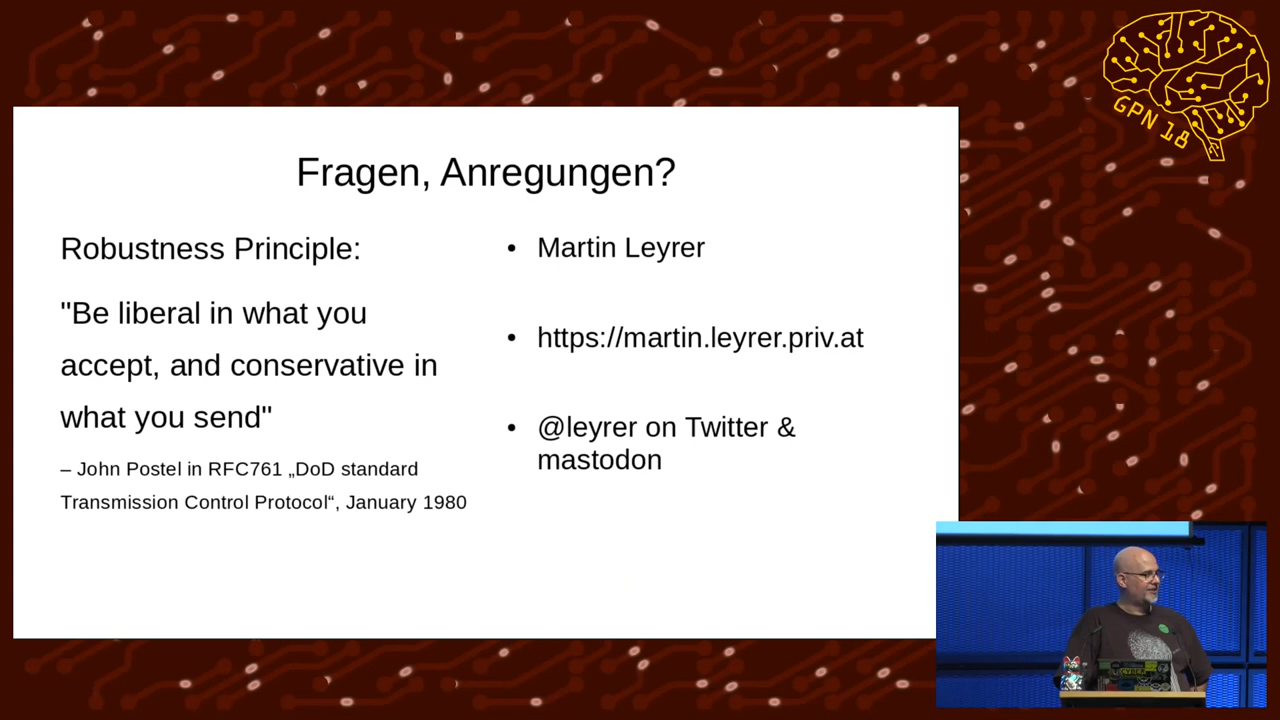 GPN 18
Fragen, Anregungen?
Robustness Principle:
"Be liberal in what you
accept, and conservative in
what you send"
– John Postel in RFC761 „DoD standard
Transmission Control Protocol“, January 1980
• Martin Leyrer
• https://martin.leyrer.priv.at
• @leyrer on Twitter &
mastodon
CYBER